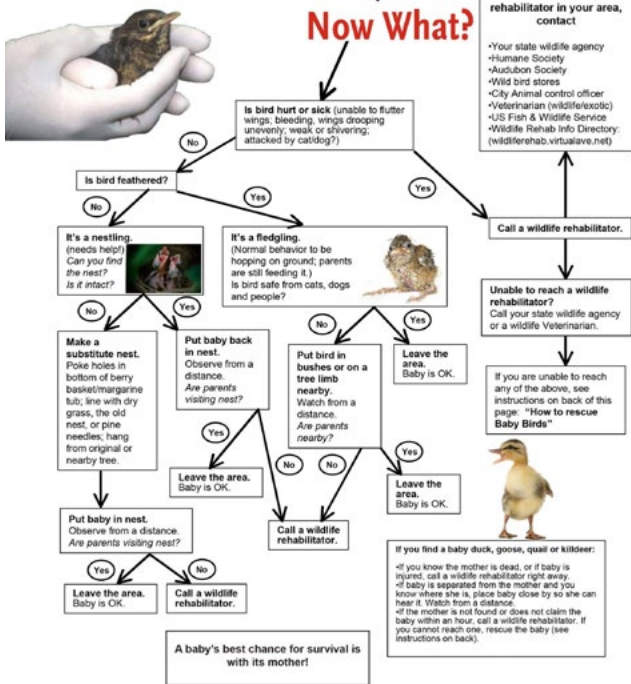 Now What?
rehabilitator in your area,
contact
•Your state wildlife agency
•Humane Society
•Audubon Society
•Wild bird stores
•City Animal control officer
•Veterinarian (wildlife/exotic)
•US Fish & Wildlife Service
•Wildlife Rehab Info Directory:
(wildliferehab.virtualave.net)
Is bird hurt or sick (unable to flutter
wings; bleeding, wings drooping
unevenly; weak or shivering;
attacked by cat/dog?)
No
Yes
Is bird feathered?
No
Yes
Call a wildlife rehabilitator.
It's a nestling.
(needs help!)
Can you find
the nest?
Is it intact?
It's a fledgling.
(Normal behavior to be
hopping on ground; parents
are still feeding it.)
Is bird safe from cats, dogs
and people?
Unable to reach a wildlife
rehabilitator?
Call your state wildlife agency
or a wildlife Veterinarian.
No
Yes
No
Yes
Make a
substitute nest.
Poke holes in
bottom of berry
basket/margarine
tub; line with dry
grass, the old
nest, or pine
needles; hang
from original or
nearby tree.
Put baby back
in nest.
Observe from a
distance.
Are parents
visiting nest?
Put bird in
bushes or on a
tree limb
nearby.
Watch from a
distance.
Are parents
nearby?
Leave the
area.
Baby is OK.
If you are unable to reach
any of the above, see
instructions on back of this
page: "How to rescue
Baby Birds"
Yes
No
No
Yes
Leave the area.
Baby is OK.
Leave the
area.
Baby is OK.
Call a wildlife
rehabilitator.
Put baby in nest.
Observe from a distance.
Are parents visiting nest?
Yes
No
Leave the area.
Baby is OK.
Call a wildlife
rehabilitator.
If you find a baby duck, goose, quail or killdeer:
•If you know the mother is dead, or if baby is
injured, call a wildlife rehabilitator right away.
•If baby is separated from the mother and you
know where she is, place baby close by so she can
hear it. Watch from a distance.
•If the mother is not found or does not claim the
baby within an hour, call a wildlife rehabilitator. If
you cannot reach one, rescue the baby (see
instructions on back).
A baby's best chance for survival is
with its mother!